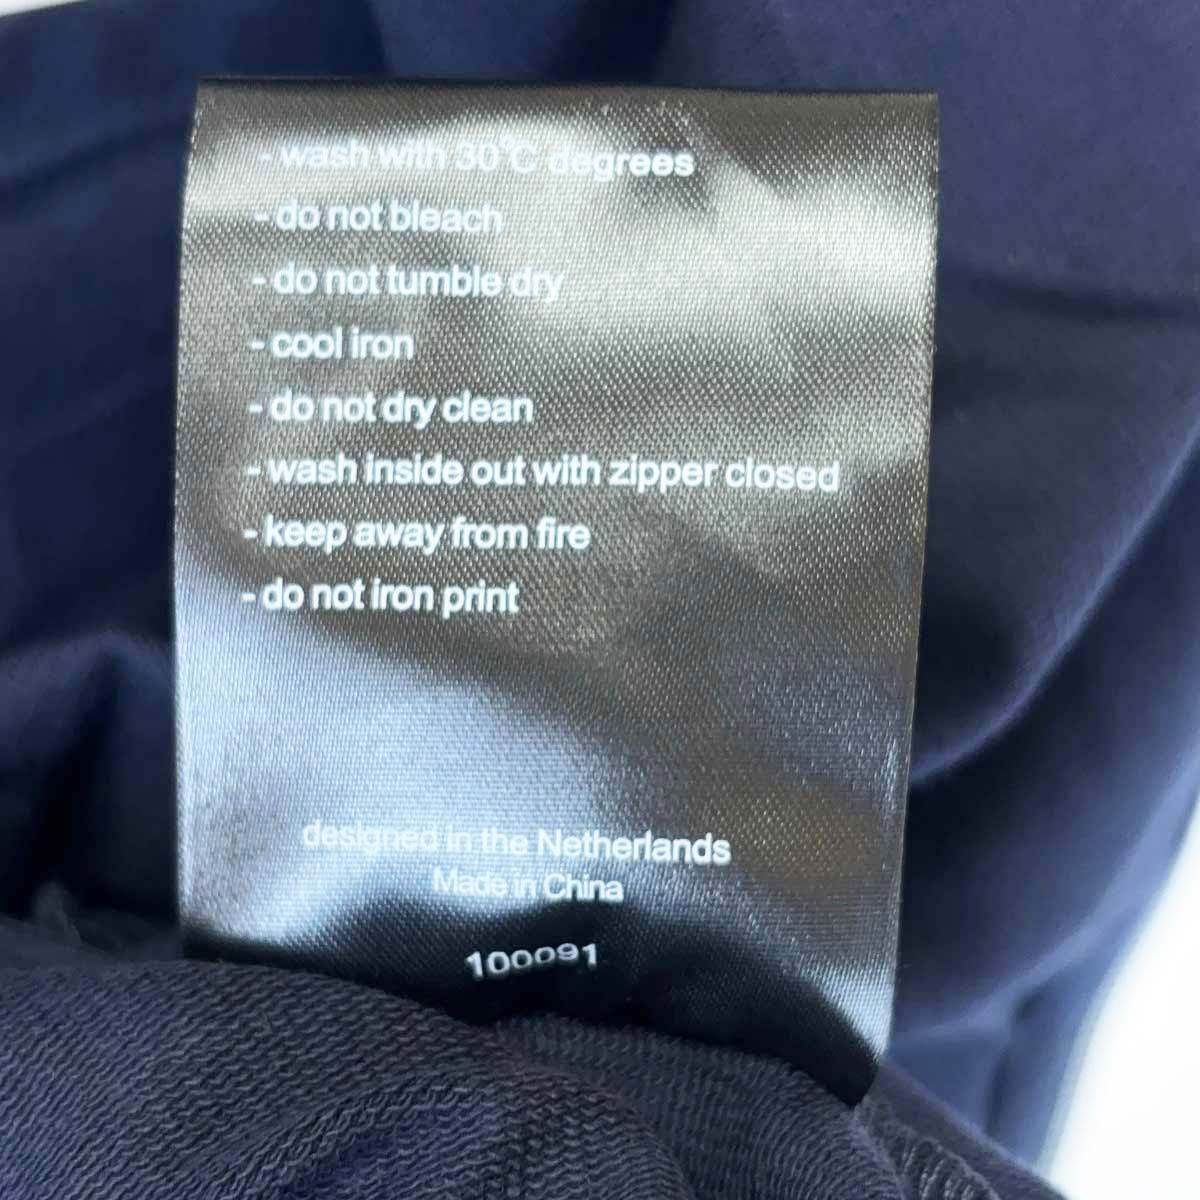 - wash with 30°C degrees
- do not bleach
- do not tumble dry
- cool iron
- do not dry clean
- wash inside out with zipper closed
- keep away from fire
- do not iron print
designed in the Netherlands
Made in China
100091